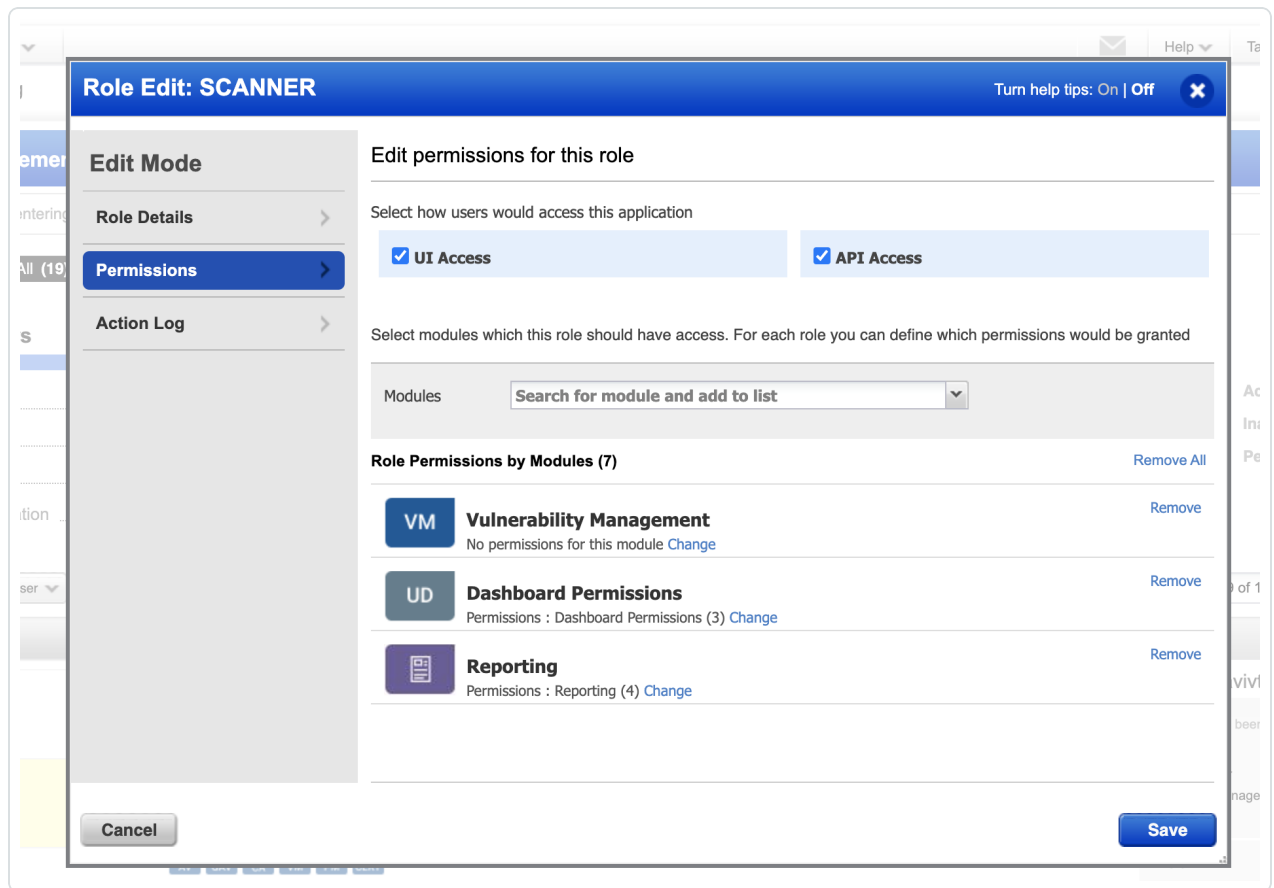 Help
Role Edit: SCANNER
Turn help tips: On | Off
Edit Mode
Role Details
Permissions
Action Log
Edit permissions for this role
Select how users would access this application
UI Access
API Access
Select modules which this role should have access. For each role you can define which permissions would be granted
Modules
Search for module and add to list
Role Permissions by Modules (7)
Remove All
VM
Vulnerability Management
Remove
No permissions for this module Change
UD
Dashboard Permissions
Remove
Permissions : Dashboard Permissions (3) Change
Reporting
Remove
Permissions : Reporting (4) Change
Cancel
Save
All (19)
of 1